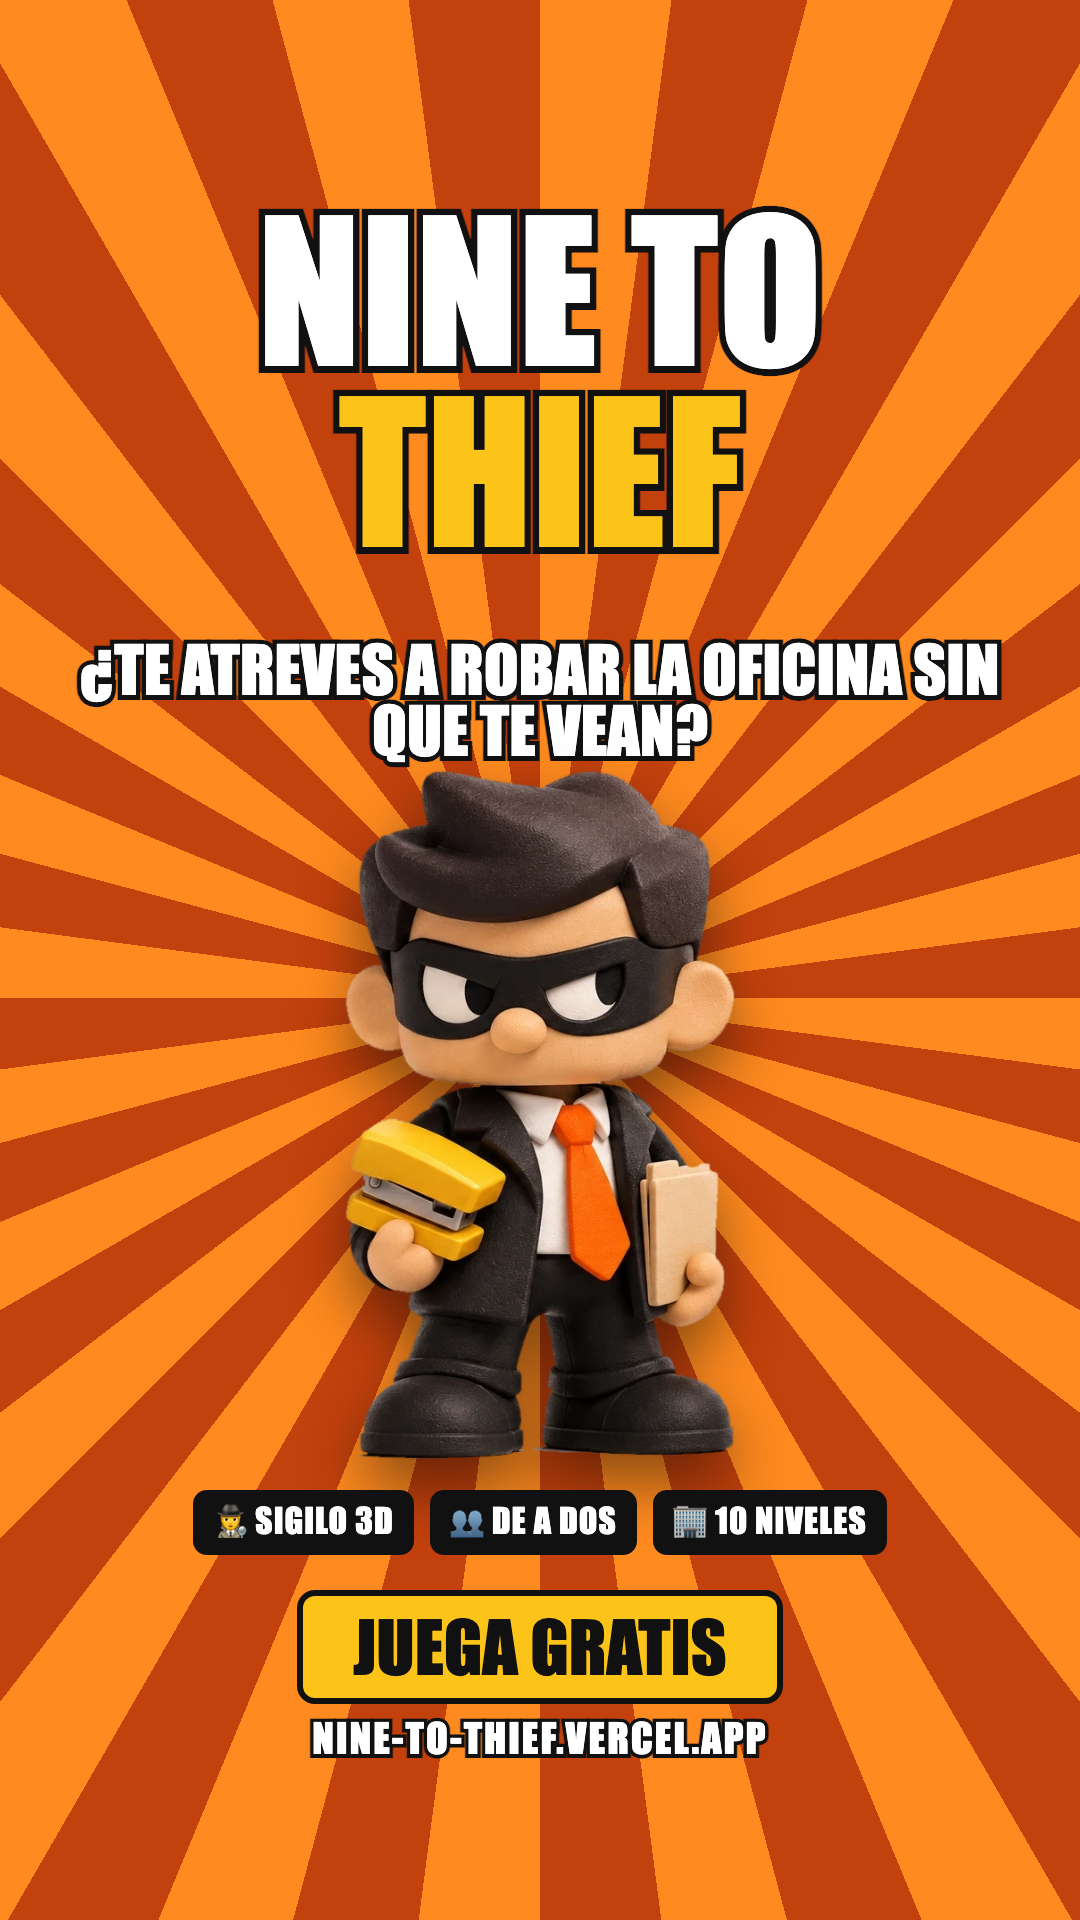 NINE TO
THIEF
¿TE ATREVES A ROBAR LA OFICINA SIN
QUE TE VEAN?
SIGILO 3D
DE A DOS
10 NIVELES
JUEGA GRATIS
NINE-TO-THIEF.VERCEL.APP